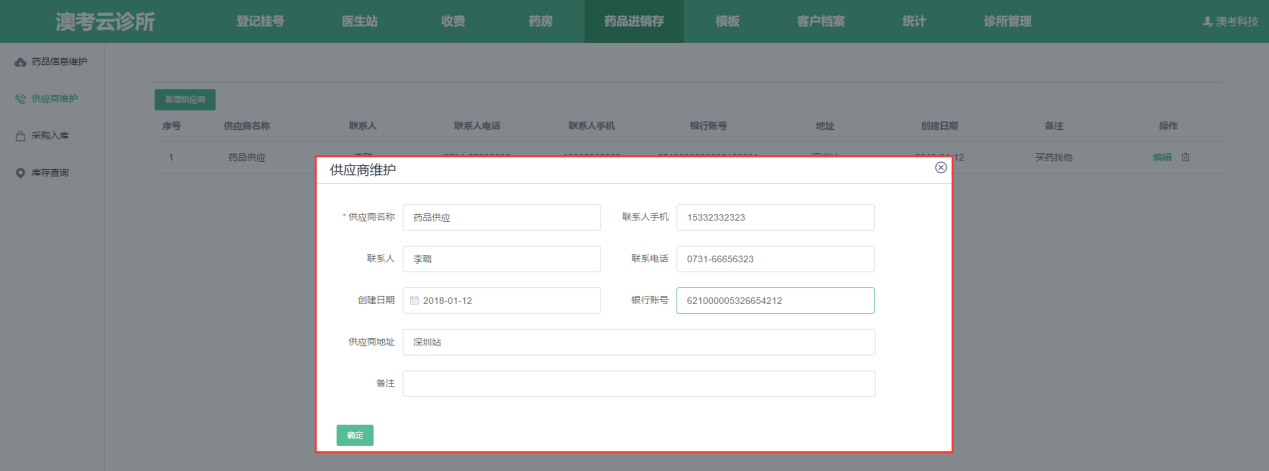 澳考云诊所 登记挂号 医生站 收费 药房 药品进销存 模板 客户档案 统计 诊所管理 澳考科技
药品信息维护
供应商维护
采购入库
库存查询
新增供应商
序号 供应商名称 联系人 联系人电话 联系人手机 银行账号 地址 创建日期 备注 操作
1 药品供应 买药找他 编辑
供应商维护
* 供应商名称 药品供应 联系人手机 15332332323
联系人 李璐 联系电话 0731-66656323
创建日期 2018-01-12 银行账号 621000005326654212
供应商地址 深圳站
备注
确定